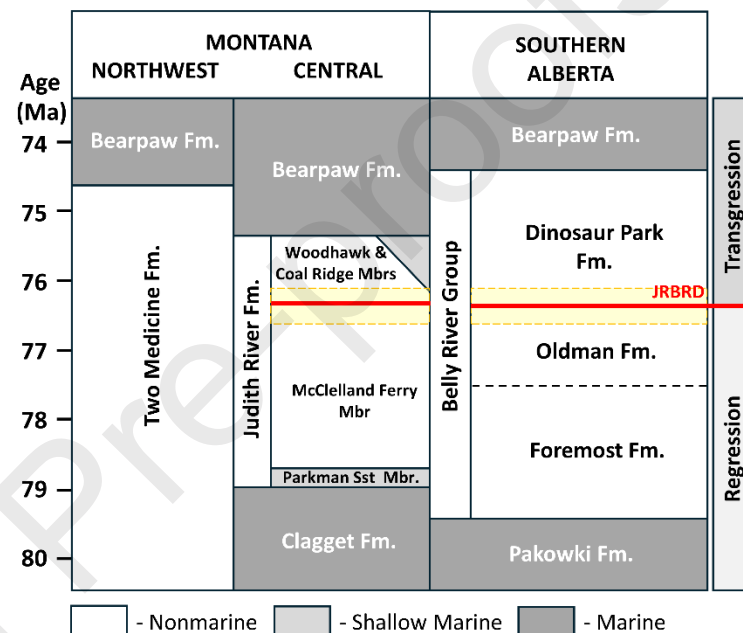 MONTANA
NORTHWEST
CENTRAL
SOUTHERN
ALBERTA
Age
(Ma)
74
75
76
77
78
79
80
Bearpaw Fm.
Two Medicine Fm.
Bearpaw Fm.
Judith River Fm.
Woodhawk &
Coal Ridge Mbrs
McClelland Ferry
Mbr
Parkman Sst Mbr.
Clagget Fm.
Bearpaw Fm.
Belly River Group
Dinosaur Park
Fm.
JRBRD
Oldman Fm.
Foremost Fm.
Pakowki Fm.
Transgression
Regression
- Nonmarine
- Shallow Marine
- Marine
Pre-proof